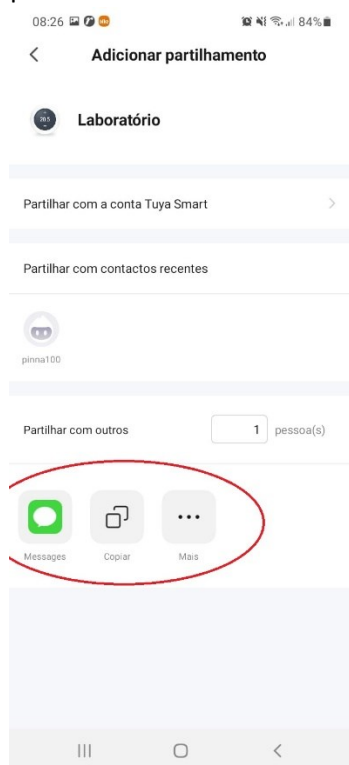 08:26 84%
Adicionar partilhamento
Laboratório
Partilhar com a conta Tuya Smart
Partilhar com contactos recentes
pinna100
Partilhar com outros 1 pessoa(s)
Messages Copiar Mais